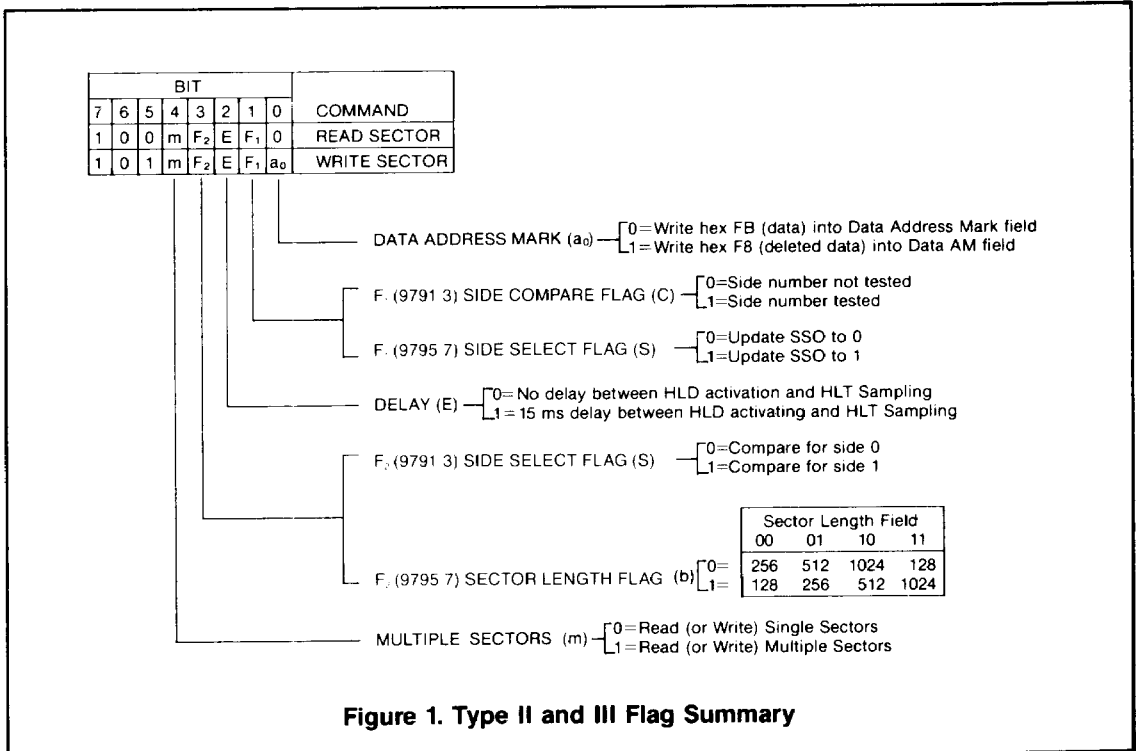 BIT
7 6 5 4 3 2 1 0 COMMAND
1 0 0 m F₂ E F₁ 0 READ SECTOR
1 0 1 m F₂ E F₁ a₀ WRITE SECTOR
DATA ADDRESS MARK (a₀) 0=Write hex FB (data) into Data Address Mark field
1=Write hex F8 (deleted data) into Data AM field
F. (9791 3) SIDE COMPARE FLAG (C) 0=Side number not tested
1=Side number tested
F. (9795 7) SIDE SELECT FLAG (S) 0=Update SSO to 0
1=Update SSO to 1
DELAY (E) 0= No delay between HLD activation and HLT Sampling
1= 15 ms delay between HLD activating and HLT Sampling
F. (9791 3) SIDE SELECT FLAG (S) 0=Compare for side 0
1=Compare for side 1
Sector Length Field
00 01 10 11
F. (9795 7) SECTOR LENGTH FLAG (b) 0= 256 512 1024 128
1= 128 256 512 1024
MULTIPLE SECTORS (m) 0=Read (or Write) Single Sectors
1=Read (or Write) Multiple Sectors
Figure 1. Type II and III Flag Summary